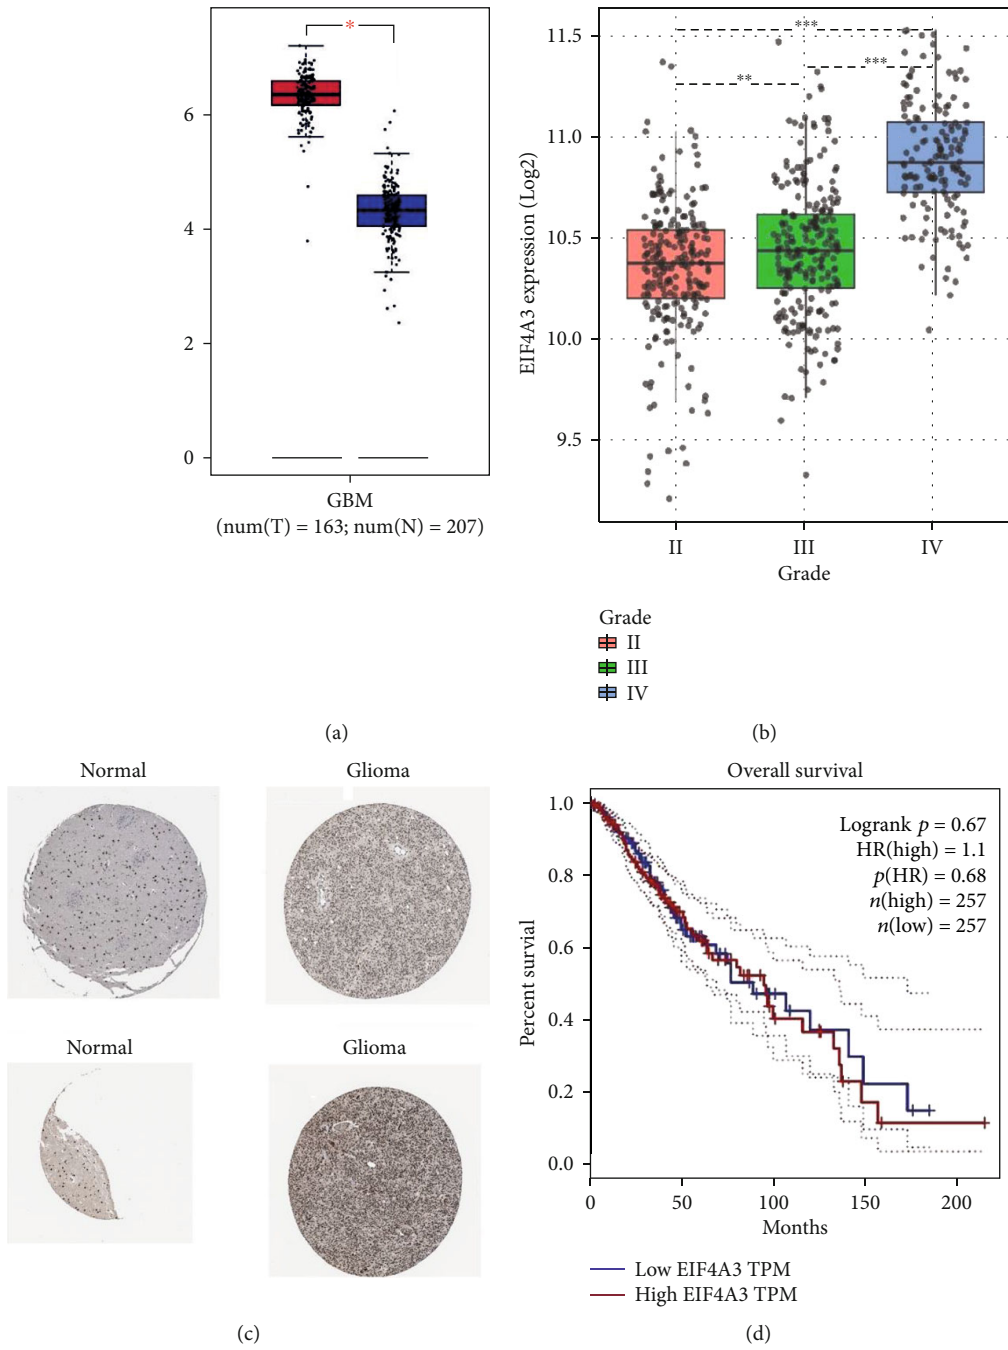 *
6
4
2
0
GBM
(num(T) = 163; num(N) = 207)
(a)
EIF4A3 expression (Log2)
11.5
11.0
10.5
10.0
9.5
***
***
**
II
III
IV
Grade
Grade
II
III
IV
(b)
Normal
Glioma
Normal
Glioma
(c)
Overall survival
Percent survival
1.0
0.8
0.6
0.4
0.2
0.0
Logrank p = 0.67
HR(high) = 1.1
p(HR) = 0.68
n(high) = 257
n(low) = 257
0
50
100
150
200
Months
Low EIF4A3 TPM
High EIF4A3 TPM
(d)